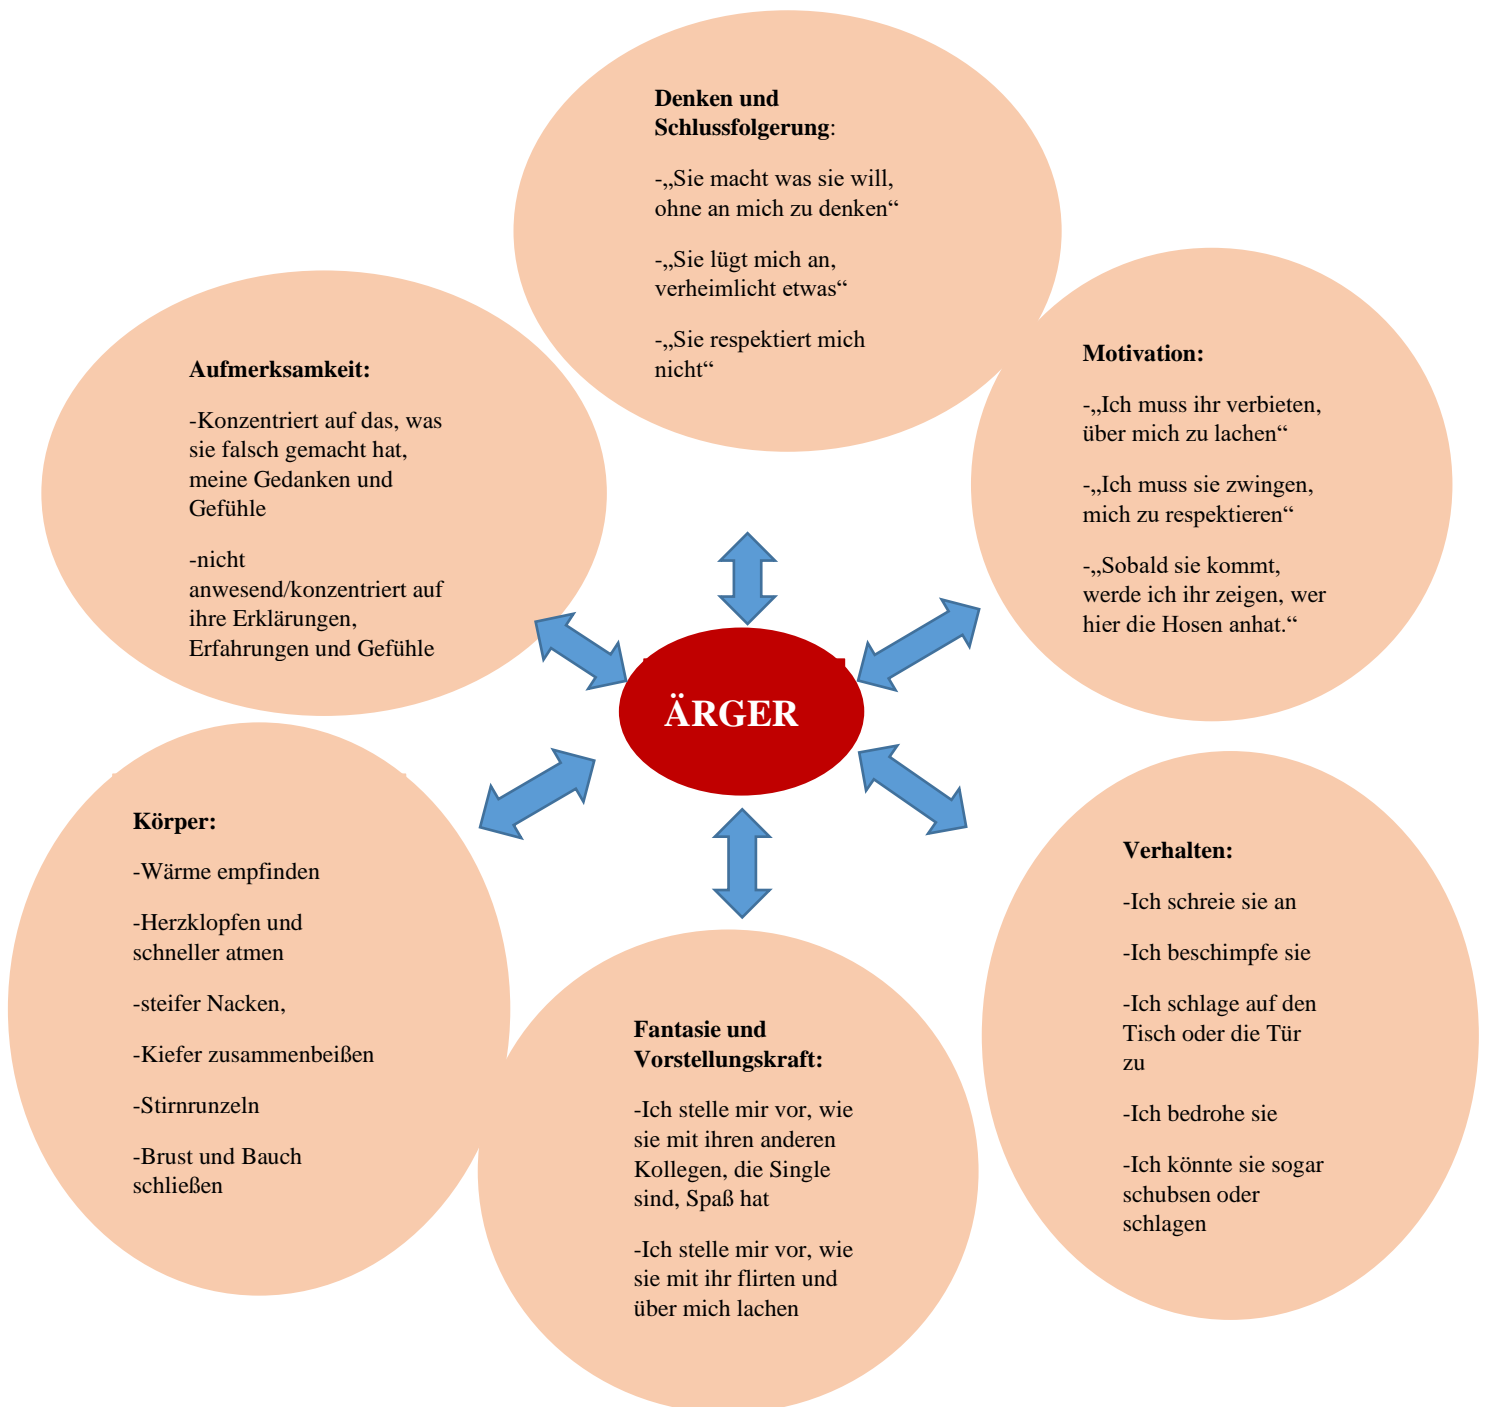 Denken und
Schlussfolgerung:
-„Sie macht was sie will,
ohne an mich zu denken“
-„Sie lügt mich an,
verheimlicht etwas“
-„Sie respektiert mich
nicht“
Motivation:
-„Ich muss ihr verbieten,
über mich zu lachen“
-„Ich muss sie zwingen,
mich zu respektieren“
-„Sobald sie kommt,
werde ich ihr zeigen, wer
hier die Hosen anhat.“
Aufmerksamkeit:
-Konzentriert auf das, was
sie falsch gemacht hat,
meine Gedanken und
Gefühle
-nicht
anwesend/konzentriert auf
ihre Erklärungen,
Erfahrungen und Gefühle
ÄRGER
Körper:
-Wärme empfinden
-Herzklopfen und
schneller atmen
-steifer Nacken,
-Kiefer zusammenbeißen
-Stirnrunzeln
-Brust und Bauch
schließen
Fantasie und
Vorstellungskraft:
-Ich stelle mir vor, wie
sie mit ihren anderen
Kollegen, die Single
sind, Spaß hat
-Ich stelle mir vor, wie
sie mit ihr flirten und
über mich lachen
Verhalten:
-Ich schreie sie an
-Ich beschimpfe sie
-Ich schlage auf den
Tisch oder die Tür
zu
-Ich bedrohe sie
-Ich könnte sie sogar
schubsen oder
schlagen